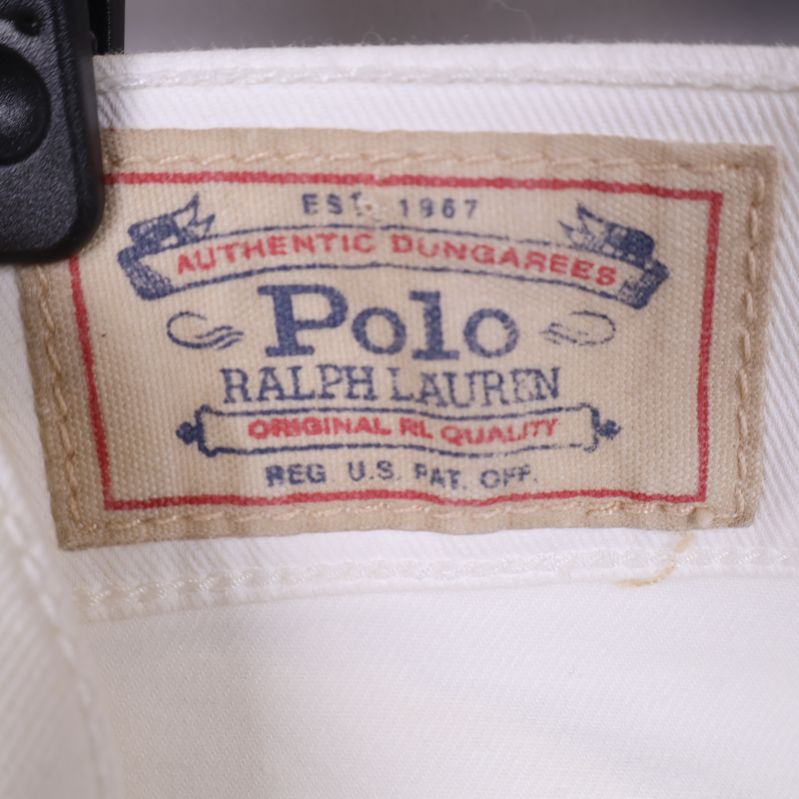 EST. 1967
AUTHENTIC DUNGAREES
Polo
RALPH LAUREN
ORIGINAL RL QUALITY
REG U.S. PAT. OFF.